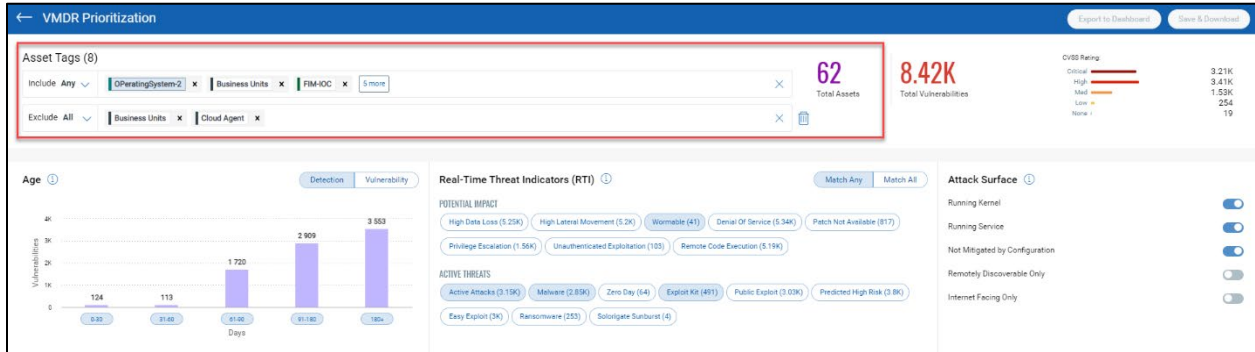 ← VMDR Prioritization
Export to Dashboard
Save & Download
Asset Tags (8)
Include Any
OPeratingSystem-2 ×
Business Units ×
FIM-IOC ×
5 more
×
Exclude All
Business Units ×
Cloud Agent ×
×
62
Total Assets
8.42K
Total Vulnerabilities
CVSS Rating
Critical 3.21K
High 3.41K
Med 1.53K
Low 254
None 19
Age
Detection
Vulnerability
Vulnerabilities
4K
3K
2K
1K
0
124
113
1 720
2 909
3 553
0-30
31-60
61-90
91-180
180+
Days
Real-Time Threat Indicators (RTI)
Match Any
Match All
POTENTIAL IMPACT
High Data Loss (5.25K)
High Lateral Movement (5.2K)
Wormable (41)
Denial Of Service (5.34K)
Patch Not Available (817)
Privilege Escalation (1.56K)
Unauthenticated Exploitation (103)
Remote Code Execution (5.19K)
ACTIVE THREATS
Active Attacks (3.15K)
Malware (2.85K)
Zero Day (64)
Exploit Kit (491)
Public Exploit (3.03K)
Predicted High Risk (3.8K)
Easy Exploit (3K)
Ransomware (253)
Solorigate Sunburst (4)
Attack Surface
Running Kernel
Running Service
Not Mitigated by Configuration
Remotely Discoverable Only
Internet Facing Only